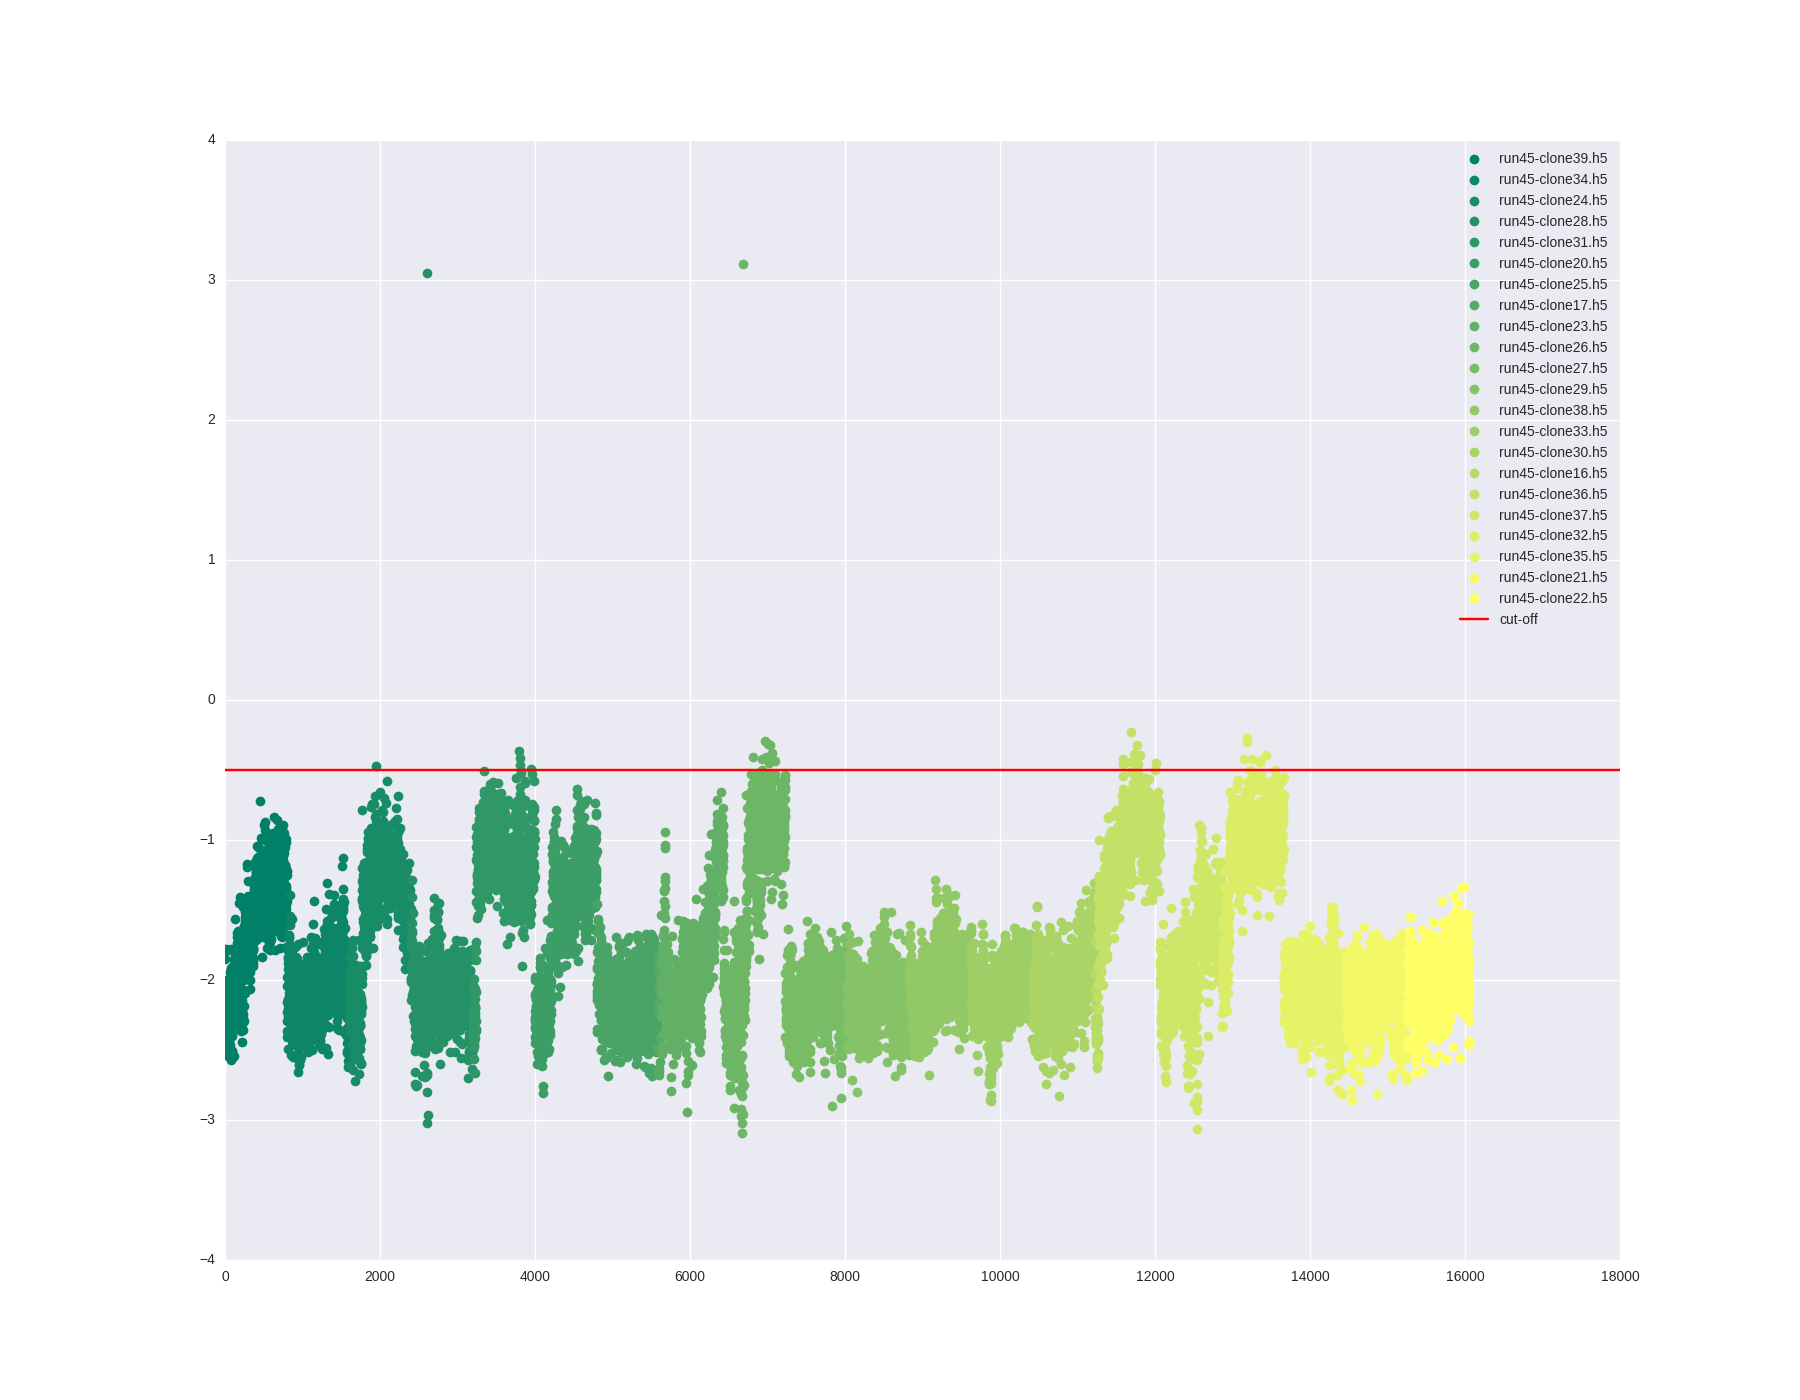 4
3
2
1
0
−1
−2
−3
−4
0 2000 4000 6000 8000 10000 12000 14000 16000 18000
run45-clone39.h5
run45-clone34.h5
run45-clone24.h5
run45-clone28.h5
run45-clone31.h5
run45-clone20.h5
run45-clone25.h5
run45-clone17.h5
run45-clone23.h5
run45-clone26.h5
run45-clone27.h5
run45-clone29.h5
run45-clone38.h5
run45-clone33.h5
run45-clone30.h5
run45-clone16.h5
run45-clone36.h5
run45-clone37.h5
run45-clone32.h5
run45-clone35.h5
run45-clone21.h5
run45-clone22.h5
cut-off